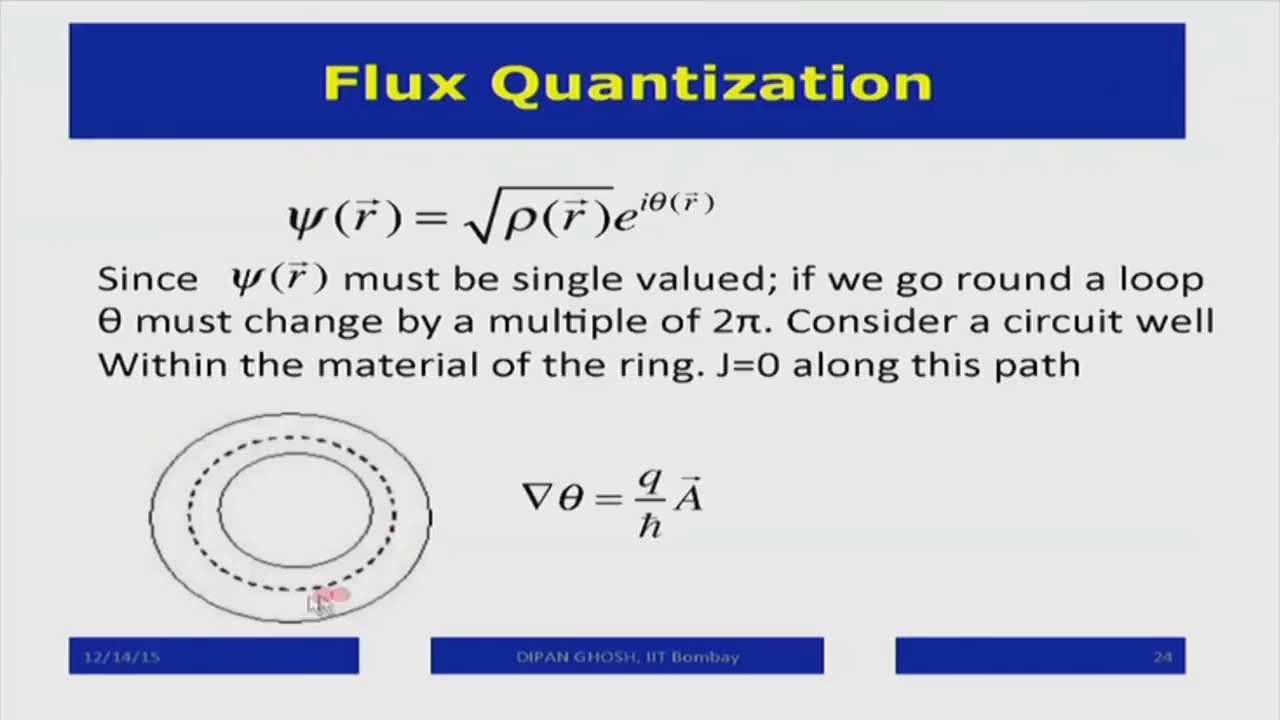 Flux Quantization
ψ(r⃗) = √ρ(r⃗) e^{iθ(r⃗)}
Since ψ(r⃗) must be single valued; if we go round a loop
θ must change by a multiple of 2π. Consider a circuit well
Within the material of the ring. J=0 along this path
∇θ = q/ħ A⃗
12/14/15 DIPAN GHOSH, IIT Bombay 24